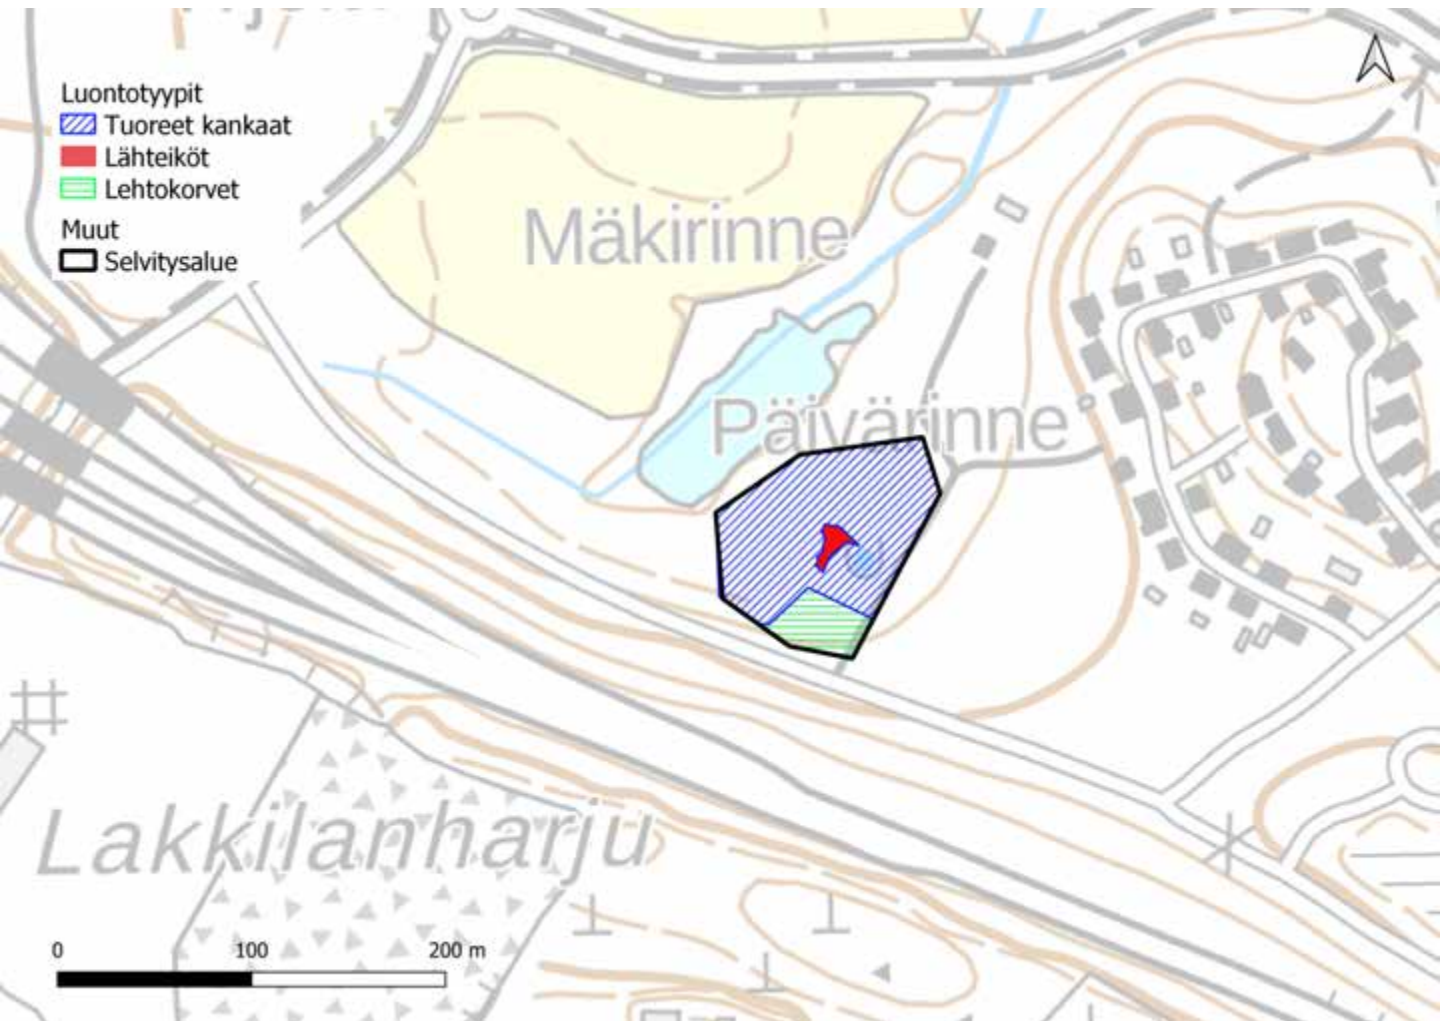 Luontotyypit
Tuoreet kankaat
Lähteiköt
Lehtokorvet
Muut
Selvitysalue
Mäkirinne
Päivärinne
Lakkilanharju
0 100 200 m